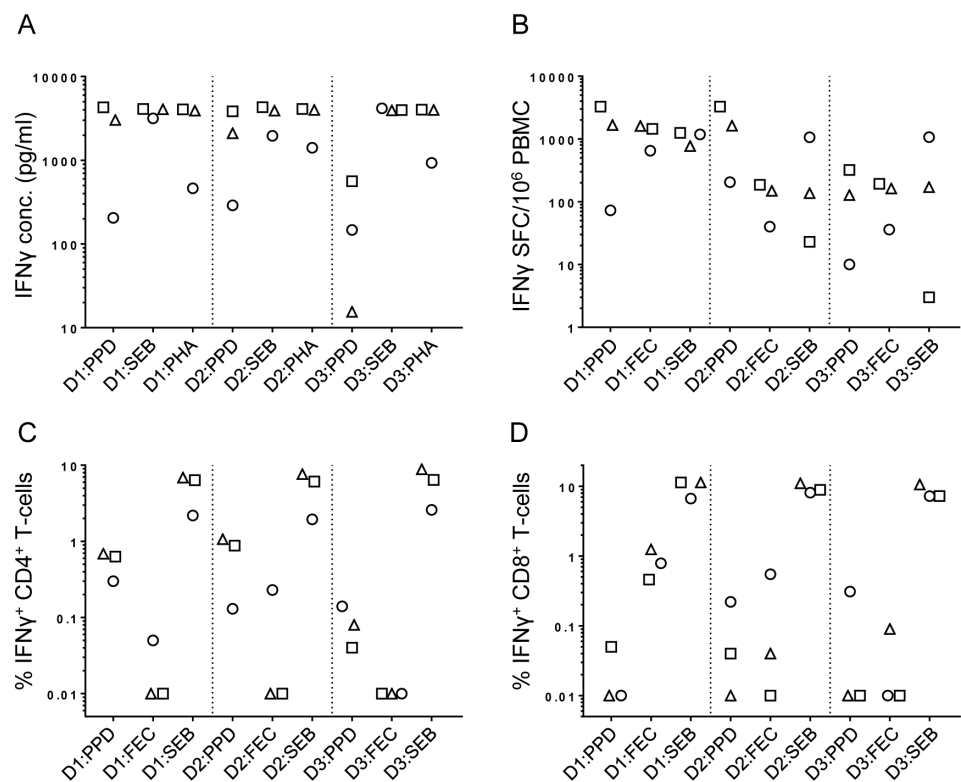 A
IFNγ conc. (pg/ml)
10000
1000
100
10
D1:PPD
D1:SEB
D1:PHA
D2:PPD
D2:SEB
D2:PHA
D3:PPD
D3:SEB
D3:PHA
B
IFNγ SFC/10⁶ PBMC
10000
1000
100
10
1
D1:PPD
D1:FEC
D1:SEB
D2:PPD
D2:FEC
D2:SEB
D3:PPD
D3:FEC
D3:SEB
C
% IFNγ⁺ CD4⁺ T-cells
10
1
0.1
0.01
D1:PPD
D1:FEC
D1:SEB
D2:PPD
D2:FEC
D2:SEB
D3:PPD
D3:FEC
D3:SEB
D
% IFNγ⁺ CD8⁺ T-cells
10
1
0.1
0.01
D1:PPD
D1:FEC
D1:SEB
D2:PPD
D2:FEC
D2:SEB
D3:PPD
D3:FEC
D3:SEB